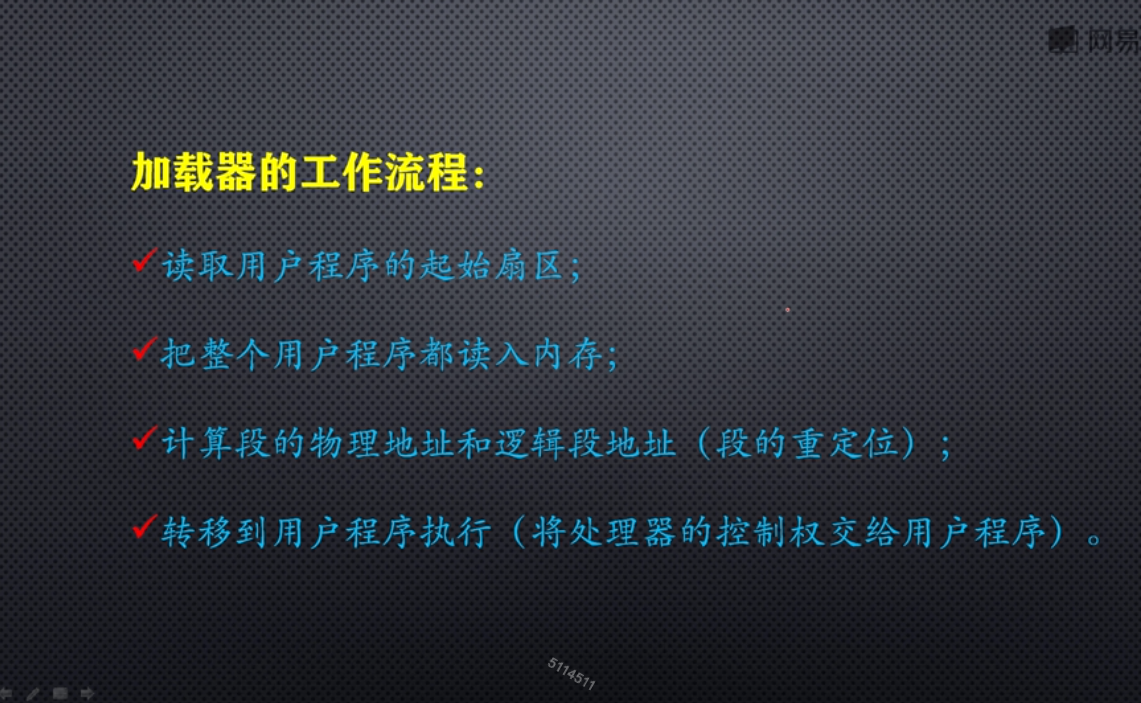 网易
加载器的工作流程：
读取用户程序的起始扇区；
把整个用户程序都读入内存；
计算段的物理地址和逻辑段地址（段的重定位）；
转移到用户程序执行（将处理器的控制权交给用户程序）。
5114511